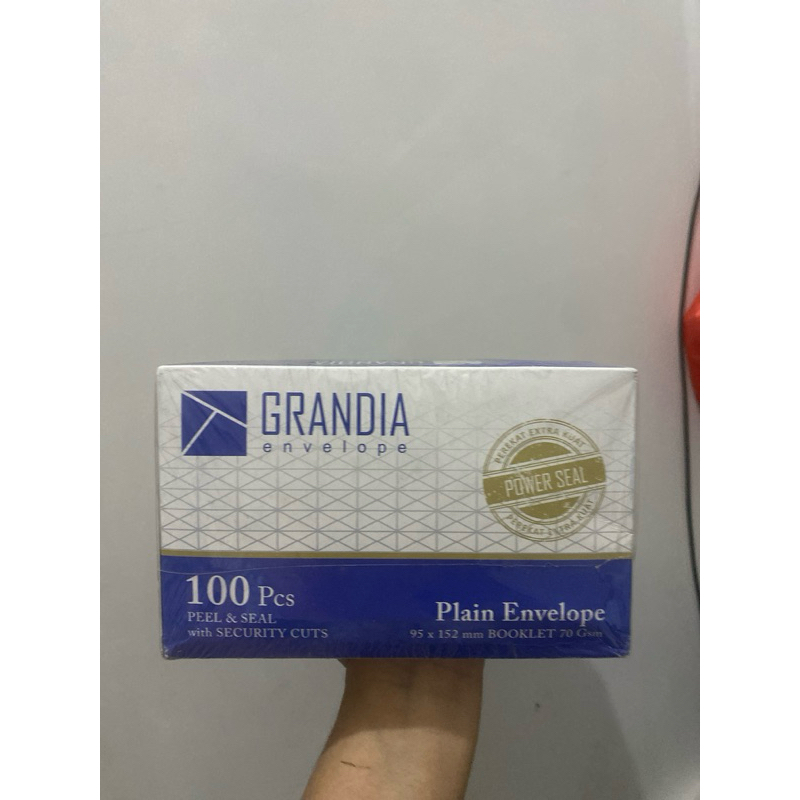 GRANDIA
envelope
PEREKAT EXTRA KUAT
POWER SEAL
PEREKAT EXTRA KUAT
100 Pcs
PEEL & SEAL
with SECURITY CUTS
Plain Envelope
95 x 152 mm BOOKLET 70 Gsm